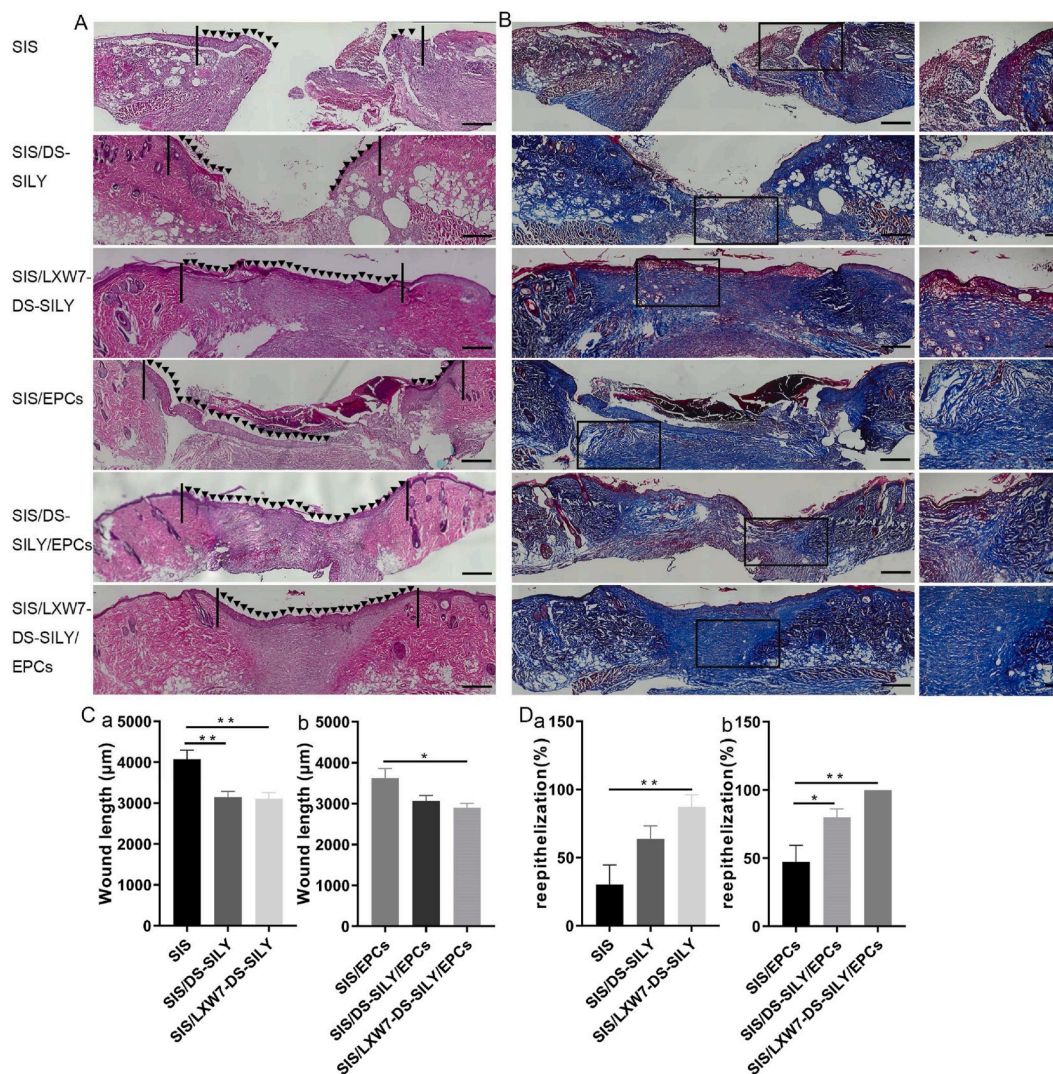 A
B
SIS
SIS/DS-
SILY
SIS/LXW7-
DS-SILY
SIS/EPCs
SIS/DS-
SILY/EPCs
SIS/LXW7-
DS-SILY/
EPCs
C
a
Wound length (μm)
5000
4000
3000
2000
1000
0
**
**
SIS
SIS/DS-SILY
SIS/LXW7-DS-SILY
b
Wound length (μm)
5000
4000
3000
2000
1000
0
*
SIS/EPCs
SIS/DS-SILY/EPCs
SIS/LXW7-DS-SILY/EPCs
D
a
reepithelization(%)
150
100
50
0
**
SIS
SIS/DS-SILY
SIS/LXW7-DS-SILY
b
reepithelization(%)
150
100
50
0
**
*
SIS/EPCs
SIS/DS-SILY/EPCs
SIS/LXW7-DS-SILY/EPCs